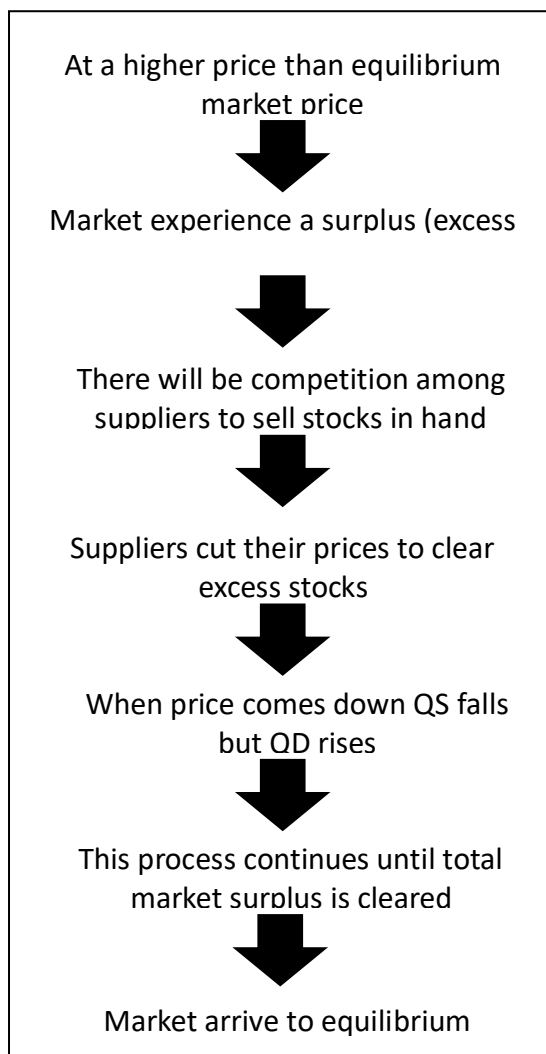 At a higher price than equilibrium
market price
Market experience a surplus (excess
There will be competition among
suppliers to sell stocks in hand
Suppliers cut their prices to clear
excess stocks
When price comes down QS falls
but QD rises
This process continues until total
market surplus is cleared
Market arrive to equilibrium